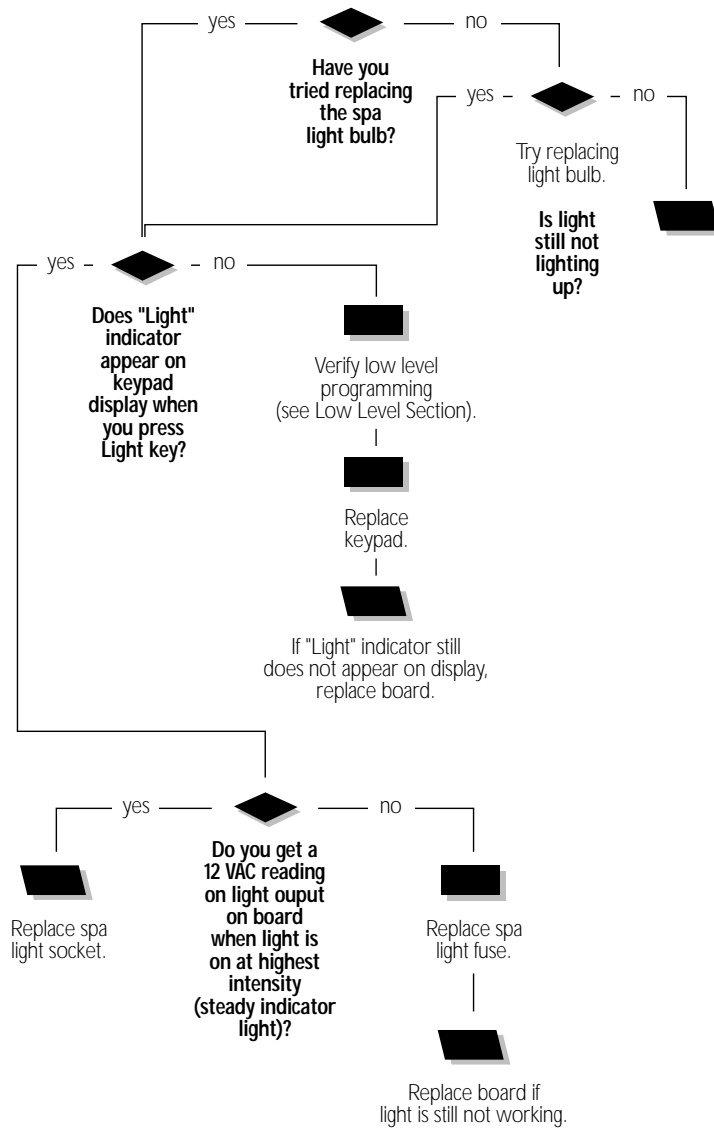 yes
no
Have you
tried replacing
the spa
light bulb?
yes
no
Try replacing
light bulb.
Is light
still not
lighting
up?
yes
no
Does "Light"
indicator
appear on
keypad
display when
you press
Light key?
Verify low level
programming
(see Low Level Section).
Replace
keypad.
If "Light" indicator still
does not appear on display,
replace board.
yes
no
Do you get a
12 VAC reading
on light ouput
on board
when light is
on at highest
intensity
(steady indicator
light)?
Replace spa
light socket.
Replace spa
light fuse.
Replace board if
light is still not working.